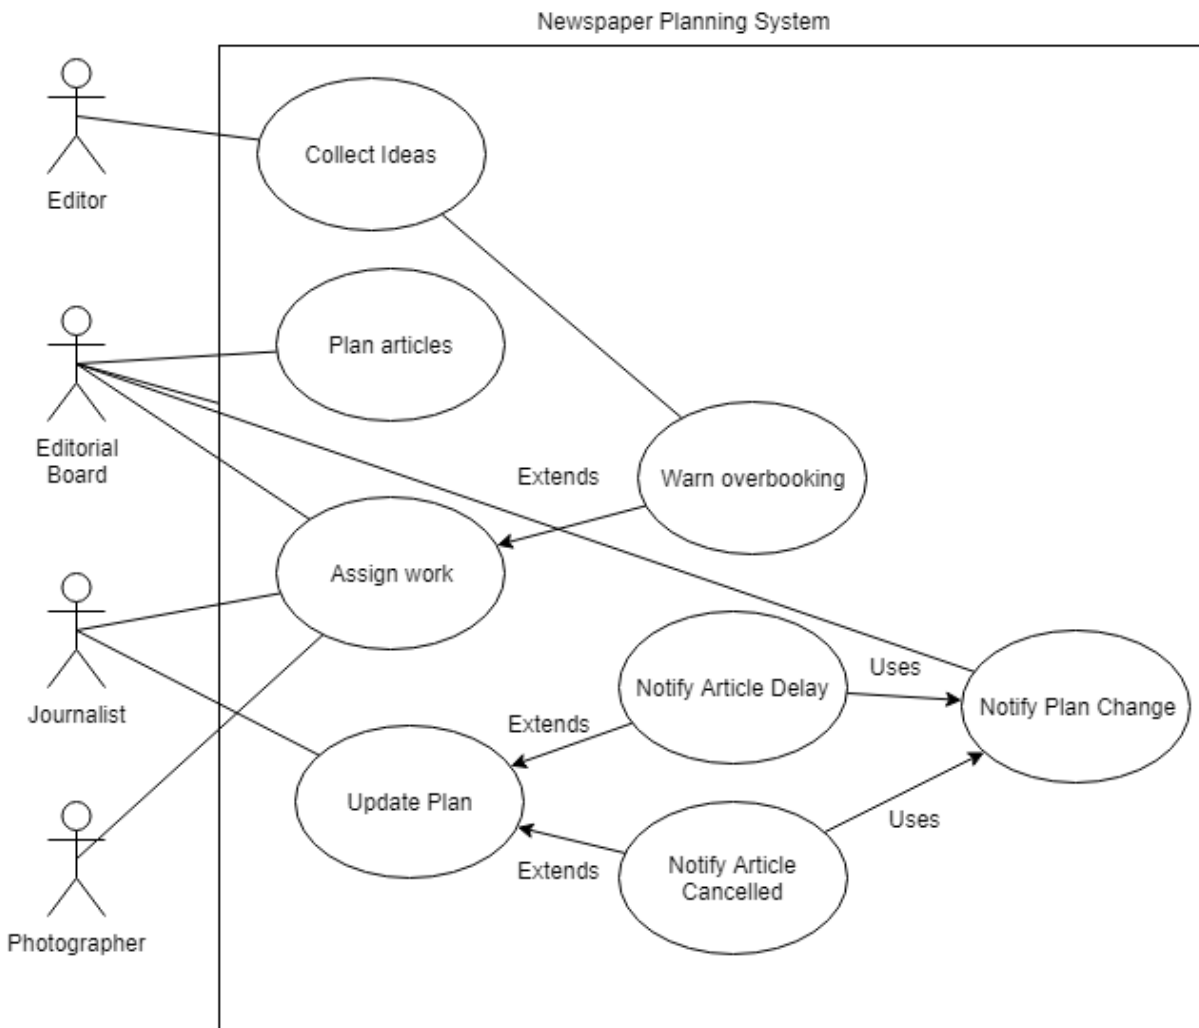 Newspaper Planning System
Collect Ideas
Editor
Plan articles
Editorial
Board
Extends
Warn overbooking
Assign work
Notify Article Delay
Uses
Notify Plan Change
Journalist
Extends
Update Plan
Uses
Extends
Notify Article
Cancelled
Photographer